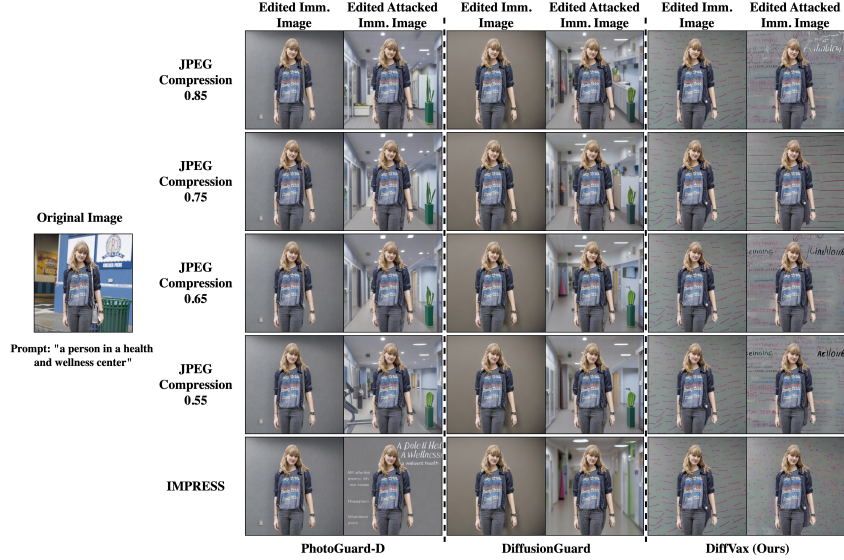 Edited Imm. Image
Edited Attacked Imm. Image
Edited Imm. Image
Edited Attacked Imm. Image
Edited Imm. Image
Edited Attacked Imm. Image
JPEG
Compression
0.85
JPEG
Compression
0.75
Original Image
JPEG
Compression
0.65
Prompt: "a person in a health
and wellness center"
JPEG
Compression
0.55
IMPRESS
PhotoGuard-D
DiffusionGuard
DiffVax (Ours)